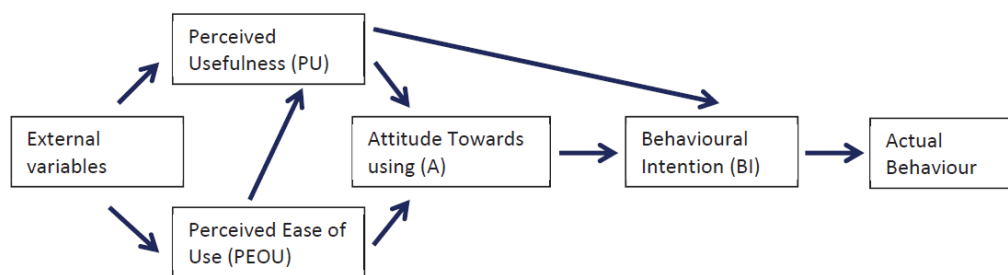 Perceived
Usefulness (PU)
External
variables
Attitude Towards
using (A)
Behavioural
Intention (BI)
Actual
Behaviour
Perceived Ease of
Use (PEOU)